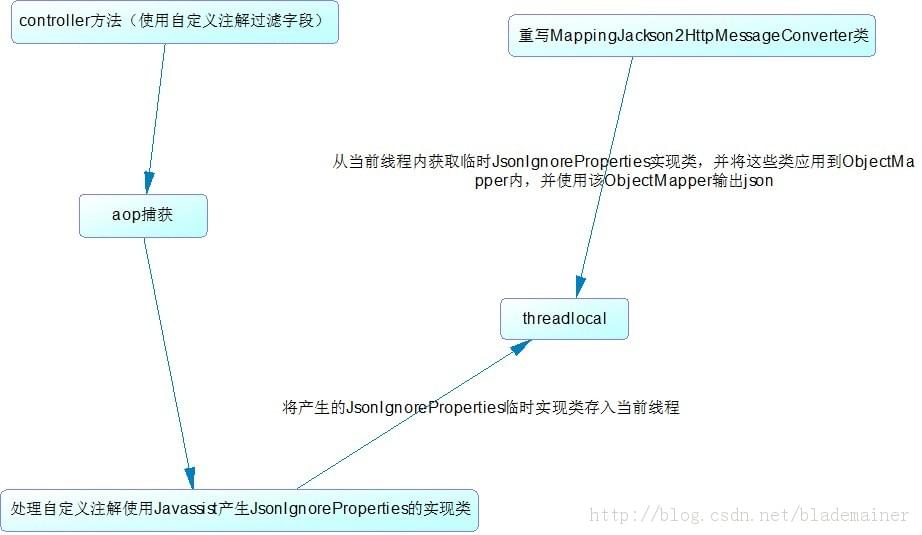 controller方法（使用自定义注解过滤字段）
重写MappingJackson2HttpMessageConverter类
从当前线程内获取临时JsonIgnoreProperties实现类，并将这些类应用到ObjectMa
pper内，并使用该ObjectMapper输出json
aop捕获
threadlocal
将产生的JsonIgnoreProperties临时实现类存入当前线程
处理自定义注解使用Javassist产生JsonIgnoreProperties的实现类
http://blog.csdn.net/blademainer